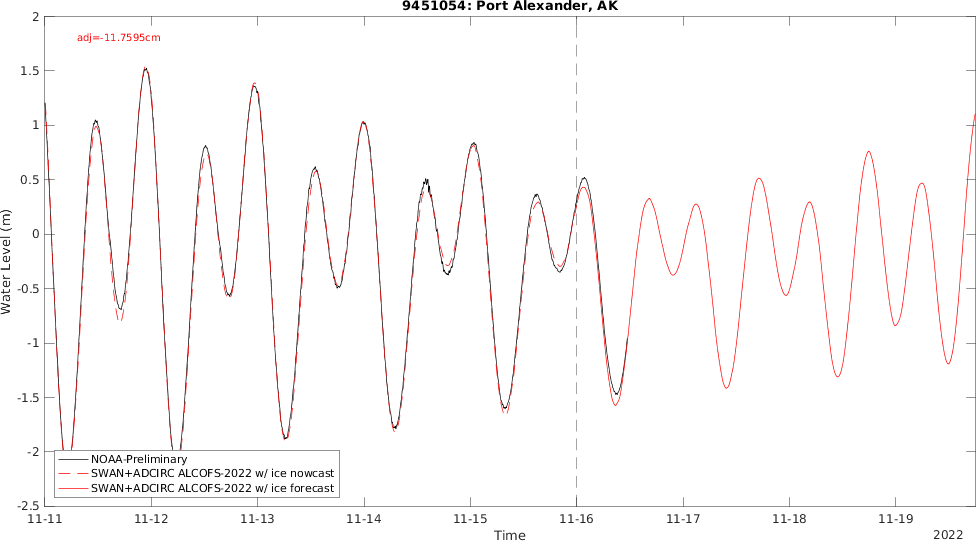 9451054: Port Alexander, AK
adj=-11.7595cm
2
1.5
1
0.5
0
-0.5
-1
-1.5
-2
-2.5
Water Level (m)
NOAA-Preliminary
SWAN+ADCIRC ALCOFS-2022 w/ ice nowcast
SWAN+ADCIRC ALCOFS-2022 w/ ice forecast
11-11 11-12 11-13 11-14 11-15 11-16 11-17 11-18 11-19
Time
2022